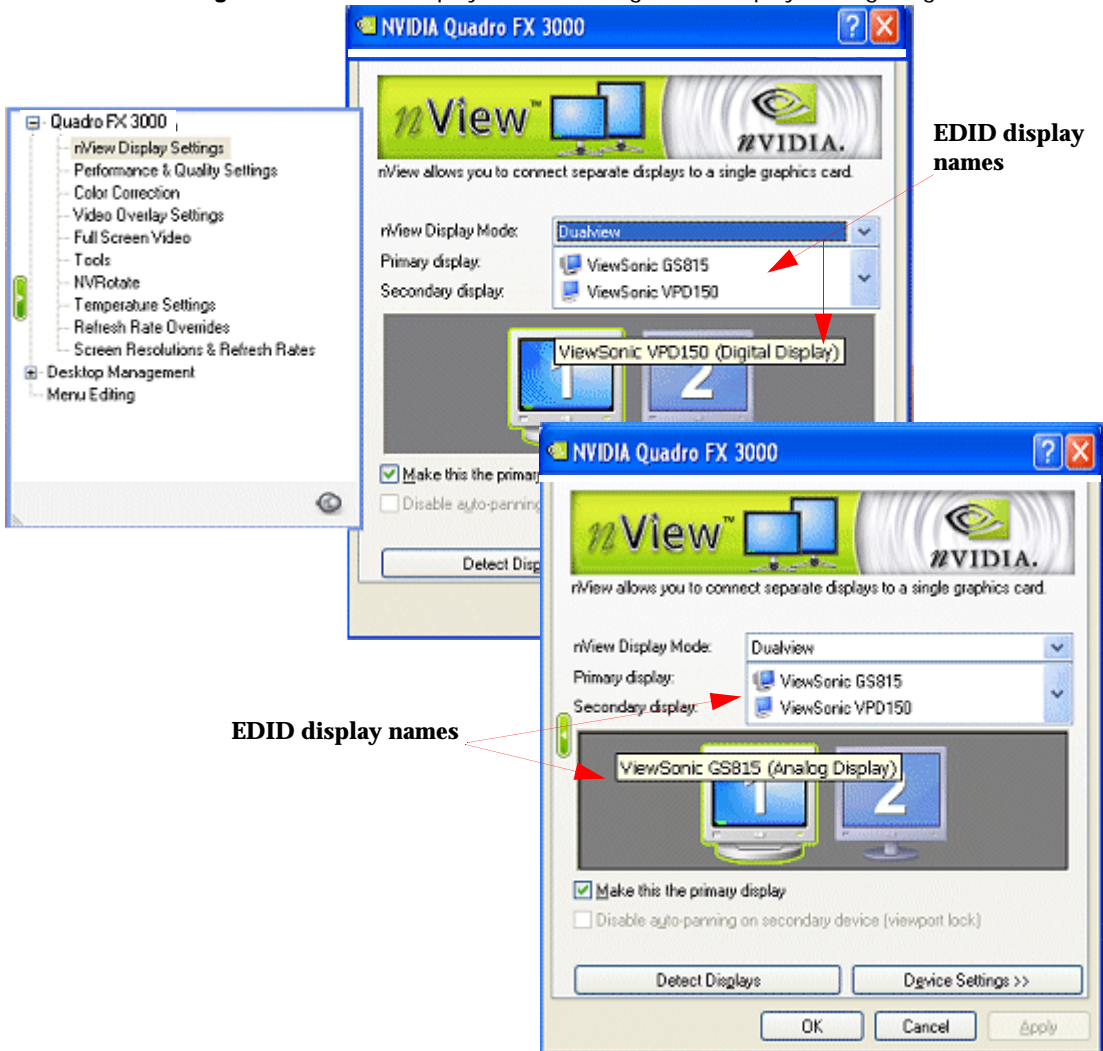 NVIDIA Quadro FX 3000
nView™
NVIDIA.
nView allows you to connect separate displays to a single graphics card.
EDID display
names
Quadro FX 3000
nView Display Settings
Performance & Quality Settings
Color Correction
Video Overlay Settings
Full Screen Video
Tools
NVRotate
Temperature Settings
Refresh Rate Overrides
Screen Resolutions & Refresh Rates
Desktop Management
Menu Editing
nView Display Mode: Dualview
Primary display: ViewSonic GS815
Secondary display: ViewSonic VPD150
ViewSonic VPD150 (Digital Display)
1 2
Make this the primary
Disable auto-panning
Detect Disp
NVIDIA Quadro FX 3000
nView™
NVIDIA.
nView allows you to connect separate displays to a single graphics card.
nView Display Mode: Dualview
Primary display: ViewSonic GS815
Secondary display: ViewSonic VPD150
EDID display names
ViewSonic GS815 (Analog Display)
1 2
Make this the primary display
Disable auto-panning on secondary device (viewport lock)
Detect Displays Device Settings >>
OK Cancel Apply